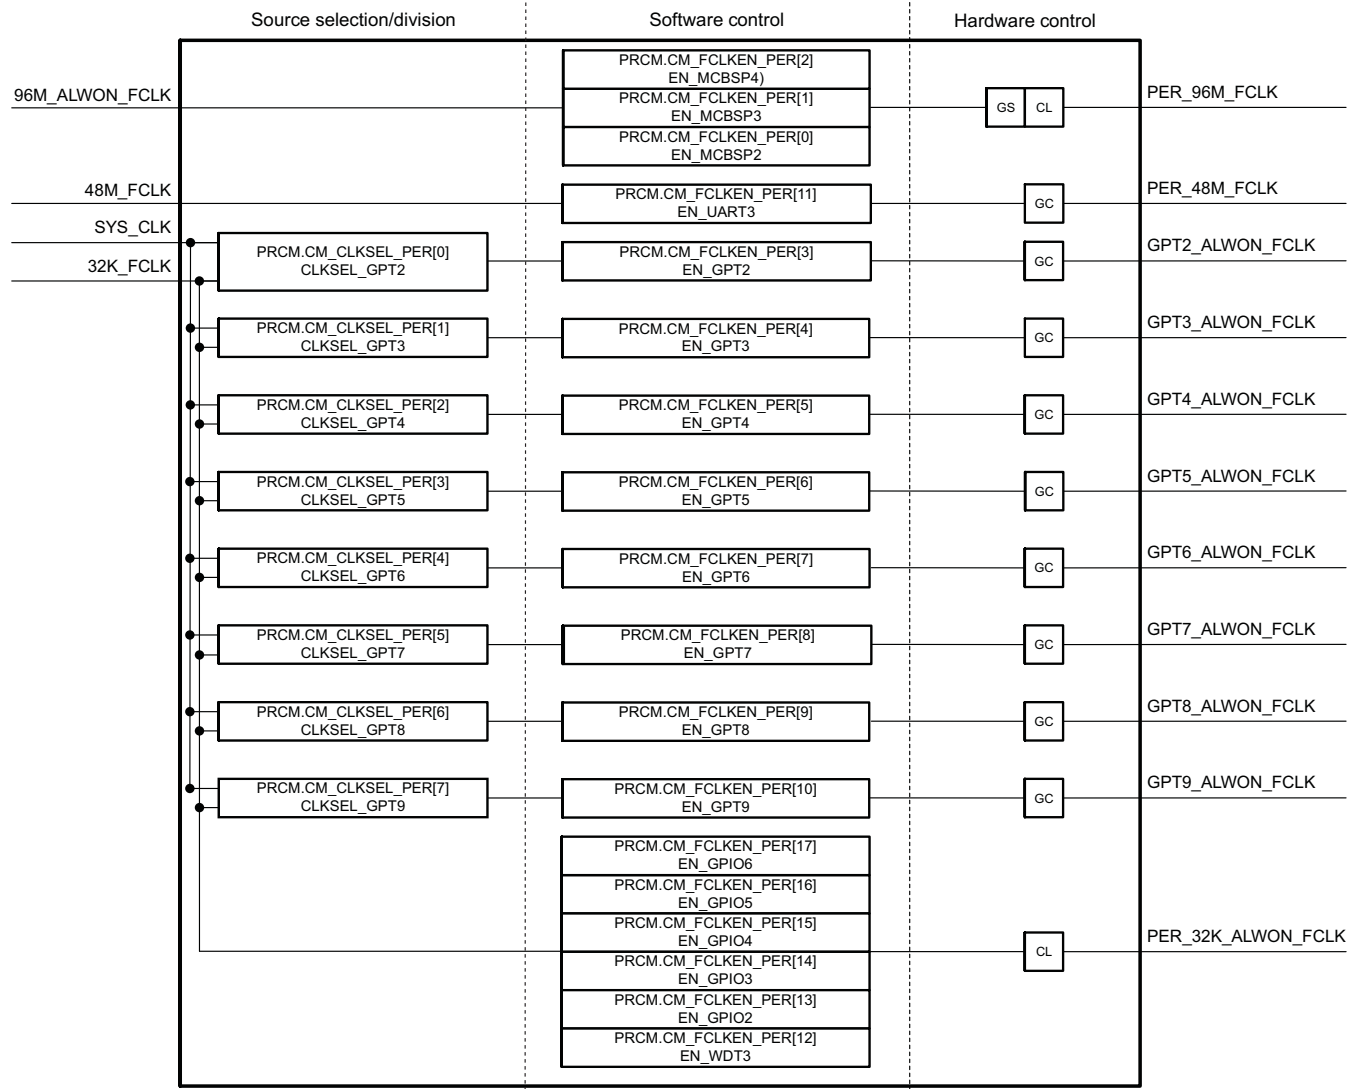 Source selection/division
Software control
Hardware control
PRCM.CM_FCLKEN_PER[2]
EN_MCBSP4)
96M_ALWON_FCLK
PRCM.CM_FCLKEN_PER[1]
EN_MCBSP3
GS
CL
PER_96M_FCLK
PRCM.CM_FCLKEN_PER[0]
EN_MCBSP2
48M_FCLK
PRCM.CM_FCLKEN_PER[11]
EN_UART3
GC
PER_48M_FCLK
SYS_CLK
32K_FCLK
PRCM.CM_CLKSEL_PER[0]
CLKSEL_GPT2
PRCM.CM_FCLKEN_PER[3]
EN_GPT2
GC
GPT2_ALWON_FCLK
PRCM.CM_CLKSEL_PER[1]
CLKSEL_GPT3
PRCM.CM_FCLKEN_PER[4]
EN_GPT3
GC
GPT3_ALWON_FCLK
PRCM.CM_CLKSEL_PER[2]
CLKSEL_GPT4
PRCM.CM_FCLKEN_PER[5]
EN_GPT4
GC
GPT4_ALWON_FCLK
PRCM.CM_CLKSEL_PER[3]
CLKSEL_GPT5
PRCM.CM_FCLKEN_PER[6]
EN_GPT5
GC
GPT5_ALWON_FCLK
PRCM.CM_CLKSEL_PER[4]
CLKSEL_GPT6
PRCM.CM_FCLKEN_PER[7]
EN_GPT6
GC
GPT6_ALWON_FCLK
PRCM.CM_CLKSEL_PER[5]
CLKSEL_GPT7
PRCM.CM_FCLKEN_PER[8]
EN_GPT7
GC
GPT7_ALWON_FCLK
PRCM.CM_CLKSEL_PER[6]
CLKSEL_GPT8
PRCM.CM_FCLKEN_PER[9]
EN_GPT8
GC
GPT8_ALWON_FCLK
PRCM.CM_CLKSEL_PER[7]
CLKSEL_GPT9
PRCM.CM_FCLKEN_PER[10]
EN_GPT9
GC
GPT9_ALWON_FCLK
PRCM.CM_FCLKEN_PER[17]
EN_GPIO6
PRCM.CM_FCLKEN_PER[16]
EN_GPIO5
PRCM.CM_FCLKEN_PER[15]
EN_GPIO4
CL
PER_32K_ALWON_FCLK
PRCM.CM_FCLKEN_PER[14]
EN_GPIO3
PRCM.CM_FCLKEN_PER[13]
EN_GPIO2
PRCM.CM_FCLKEN_PER[12]
EN_WDT3